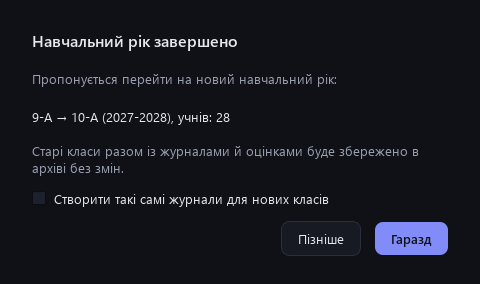 Навчальний рік завершено
Пропонується перейти на новий навчальний рік:
9-А → 10-А (2027-2028), учнів: 28
Старі класи разом із журналами й оцінками буде збережено в
архіві без змін.
Створити такі самі журнали для нових класів
Пізніше
Гаразд